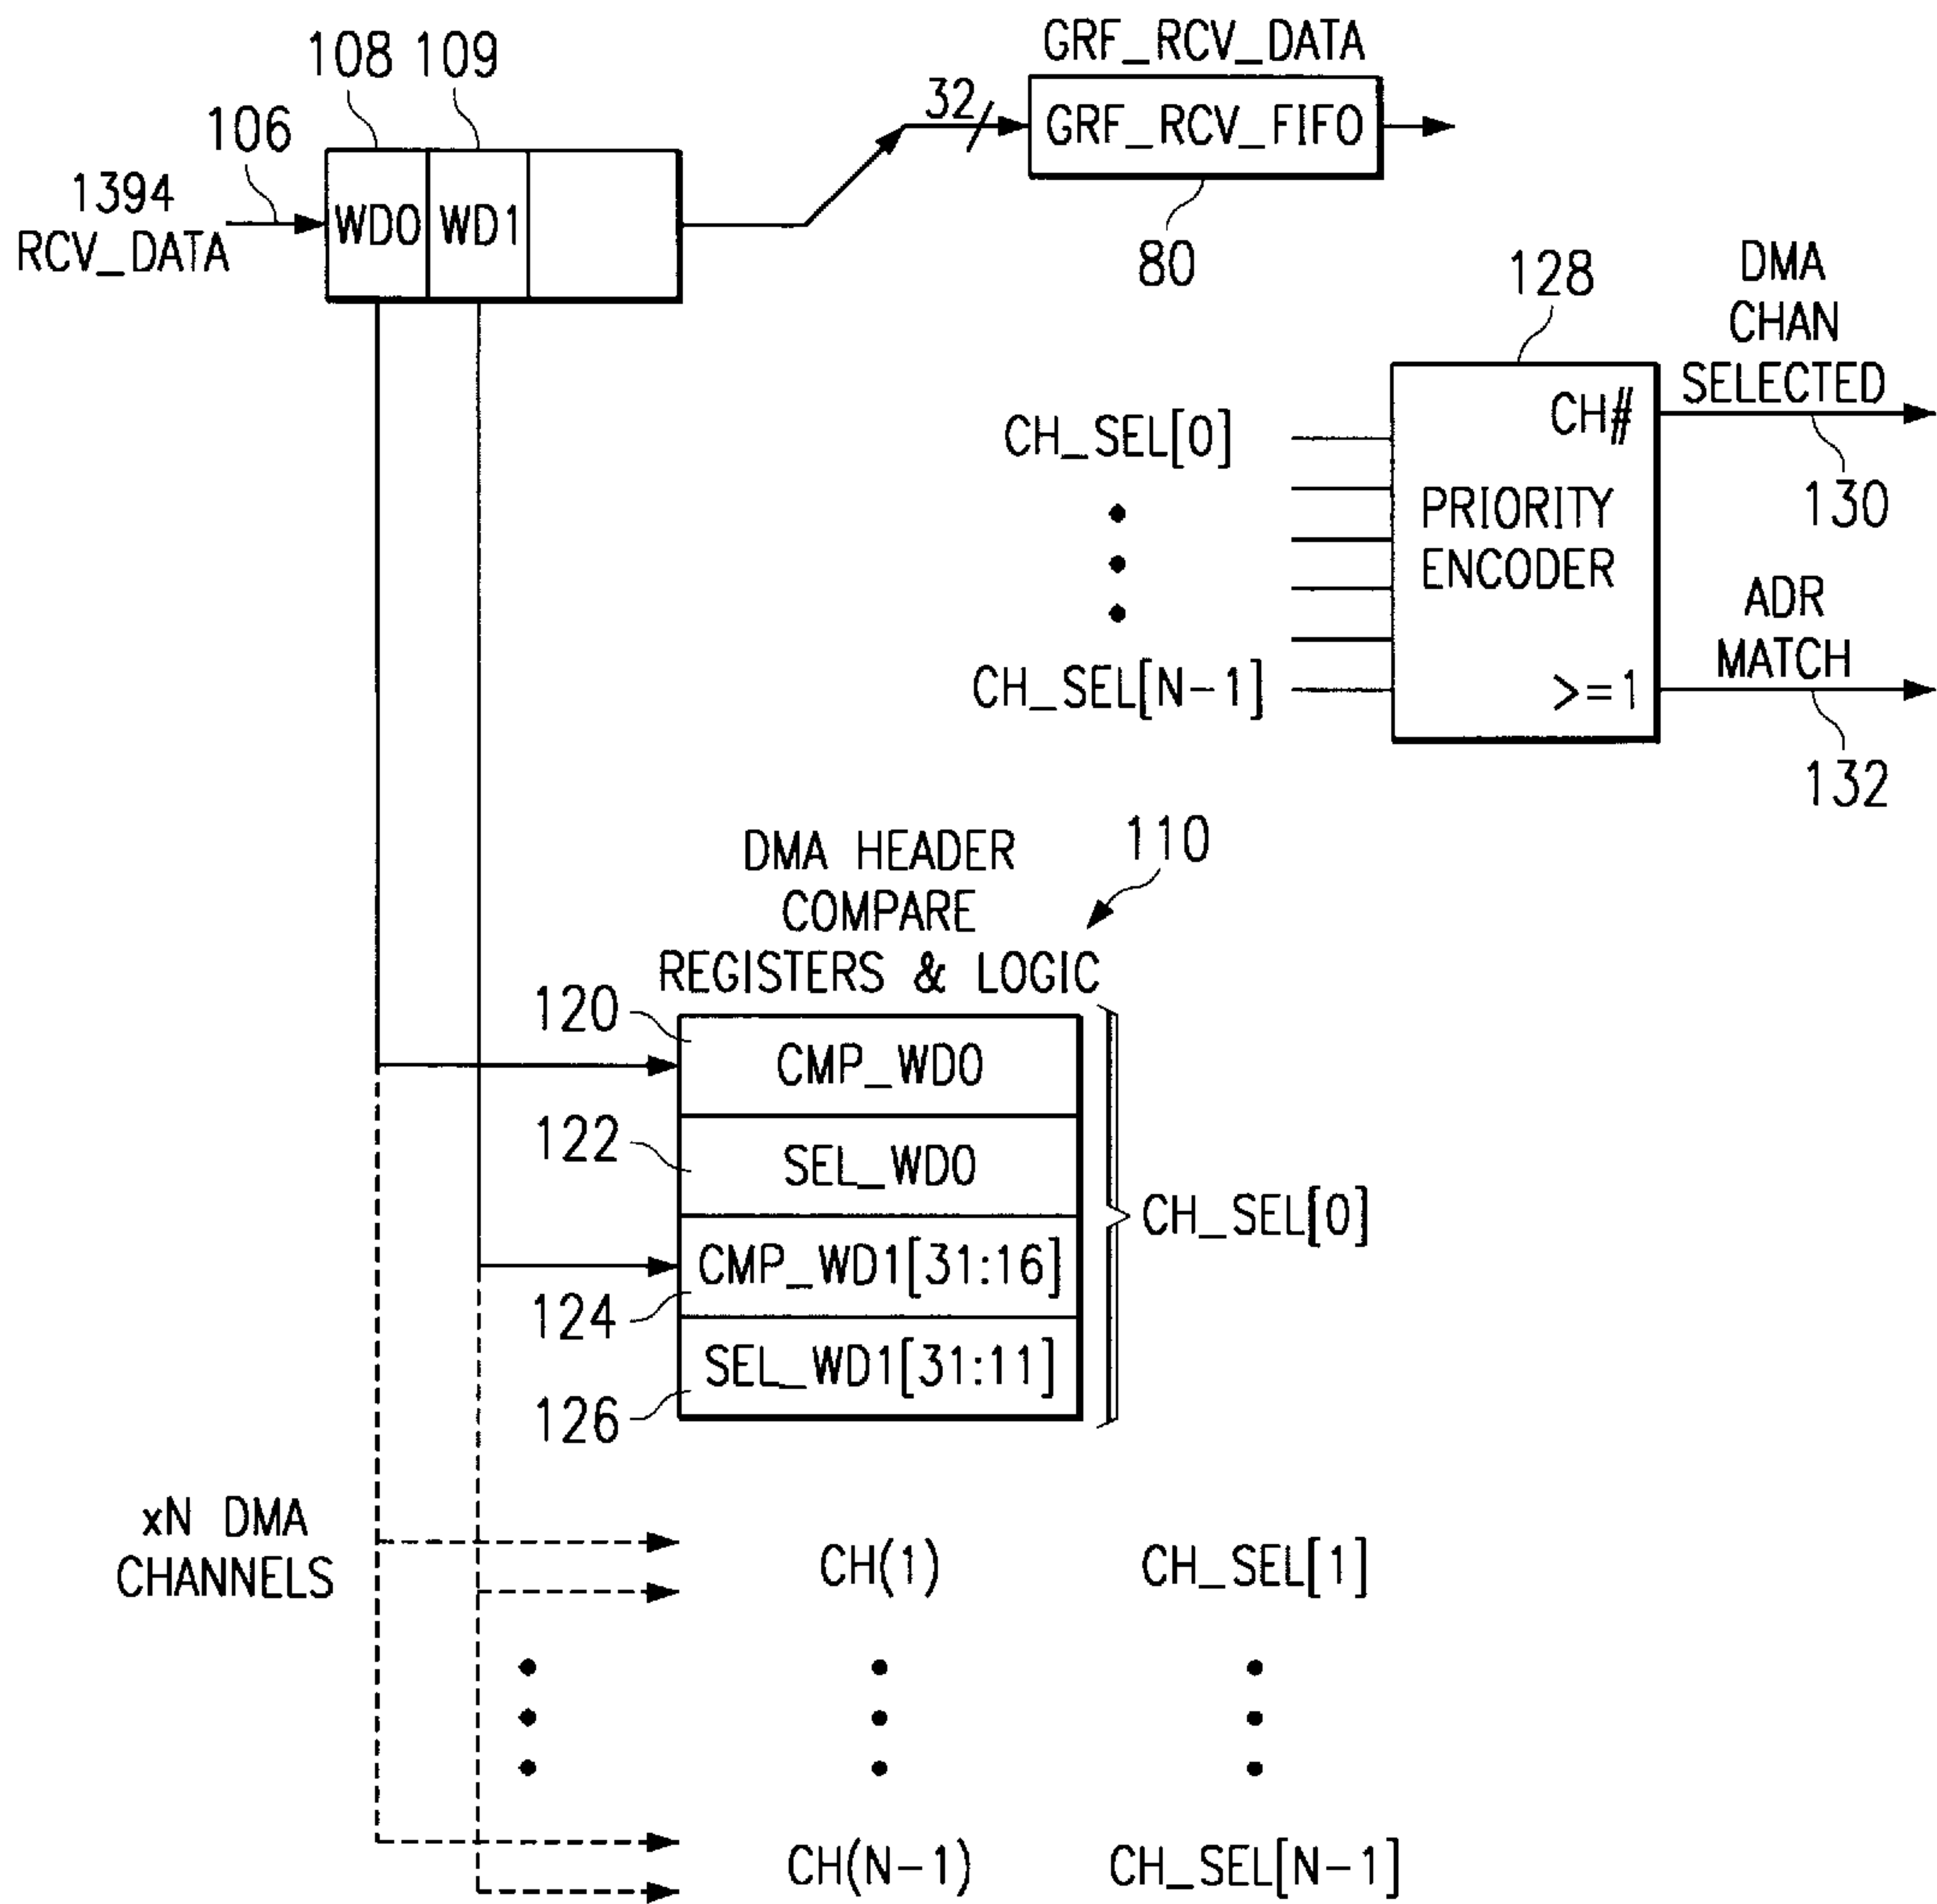 108 109
106
1394
RCV_DATA
WD0 WD1
GRF_RCV_DATA
32
GRF_RCV_FIFO
80
128
DMA
CHAN
SELECTED
CH#
130
CH_SEL[0]
PRIORITY
ENCODER
ADR
MATCH
CH_SEL[N-1]
>=1
132
DMA HEADER
COMPARE
REGISTERS & LOGIC
110
120
CMP_WD0
122
SEL_WD0
CH_SEL[0]
CMP_WD1[31:16]
124
SEL_WD1[31:11]
126
xN DMA
CHANNELS
CH(1)
CH_SEL[1]
CH(N-1)
CH_SEL[N-1]